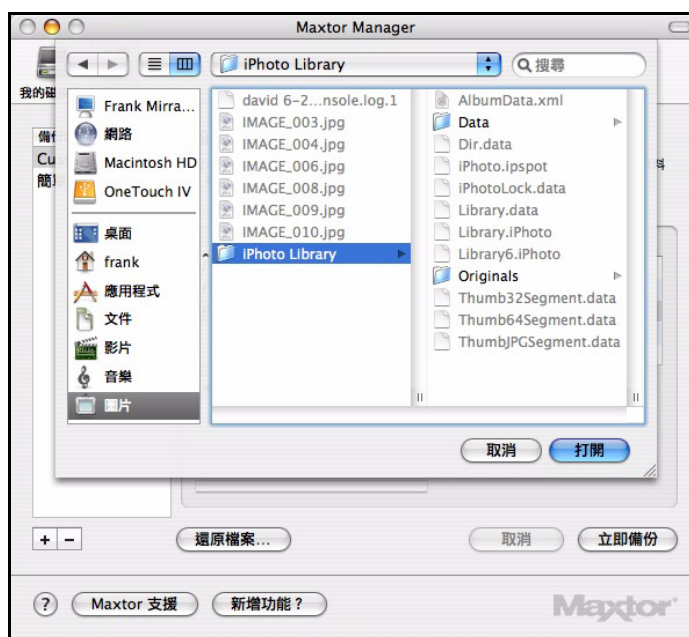 Maxtor Manager
iPhoto Library
搜尋
我的磁
Frank Mirra...
網路
Macintosh HD
OneTouch IV
桌面
frank
應用程式
文件
影片
音樂
圖片
david 6-2...nsole.log.1
IMAGE_003.jpg
IMAGE_004.jpg
IMAGE_006.jpg
IMAGE_008.jpg
IMAGE_009.jpg
IMAGE_010.jpg
iPhoto Library
AlbumData.xml
Data
Dir.data
iPhoto.ipspot
iPhotoLock.data
Library.data
Library.iPhoto
Library6.iPhoto
Originals
Thumb32Segment.data
Thumb64Segment.data
ThumbJPGSegment.data
Cu
取消
打開
+
−
還原檔案...
取消
立即備份
?
Maxtor 支援
新增功能？
Maxtor